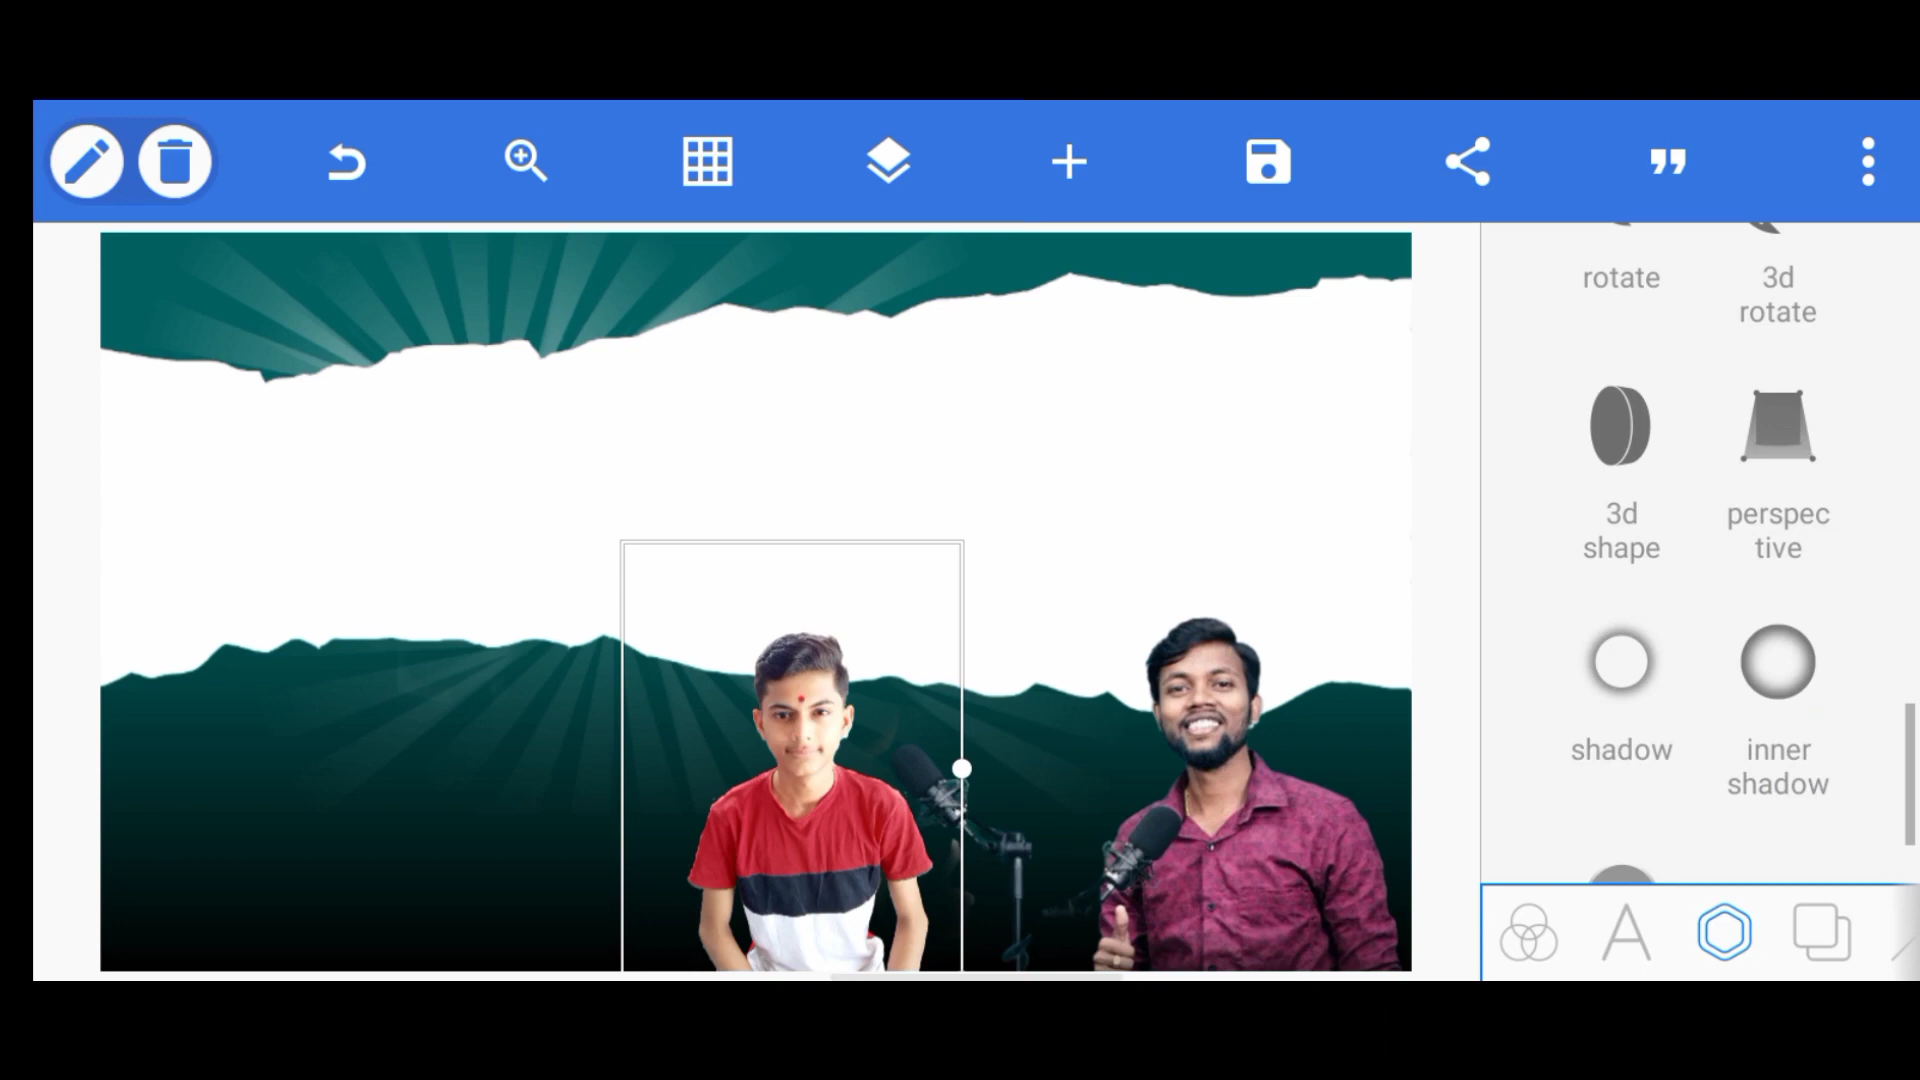 rotate
3d
rotate
3d
shape
perspec
tive
shadow
inner
shadow